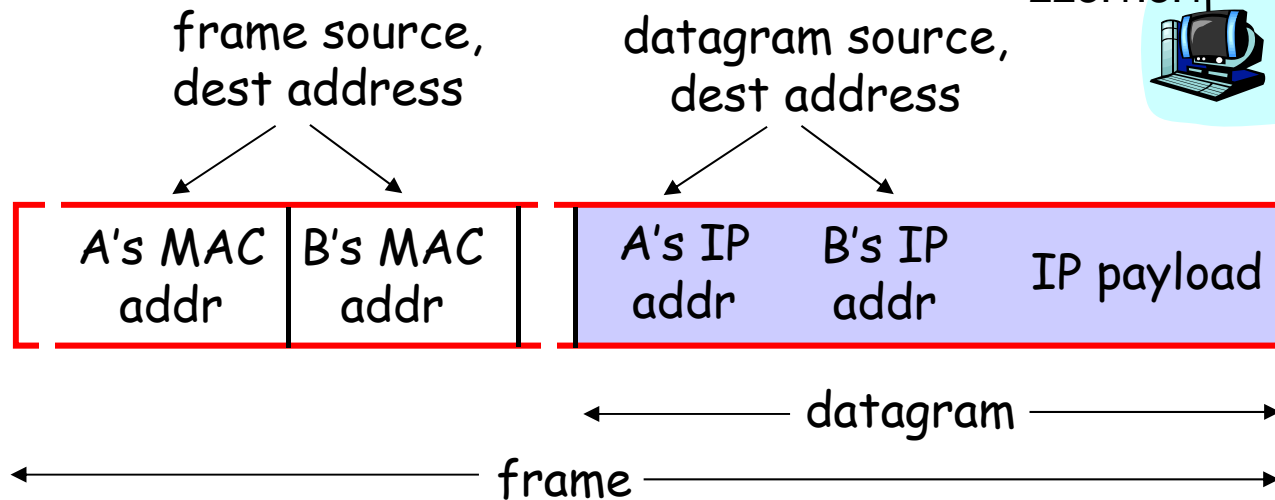 frame source,
dest address
datagram source,
dest address
A's MAC
addr
B's MAC
addr
A's IP
addr
B's IP
addr
IP payload
datagram
frame